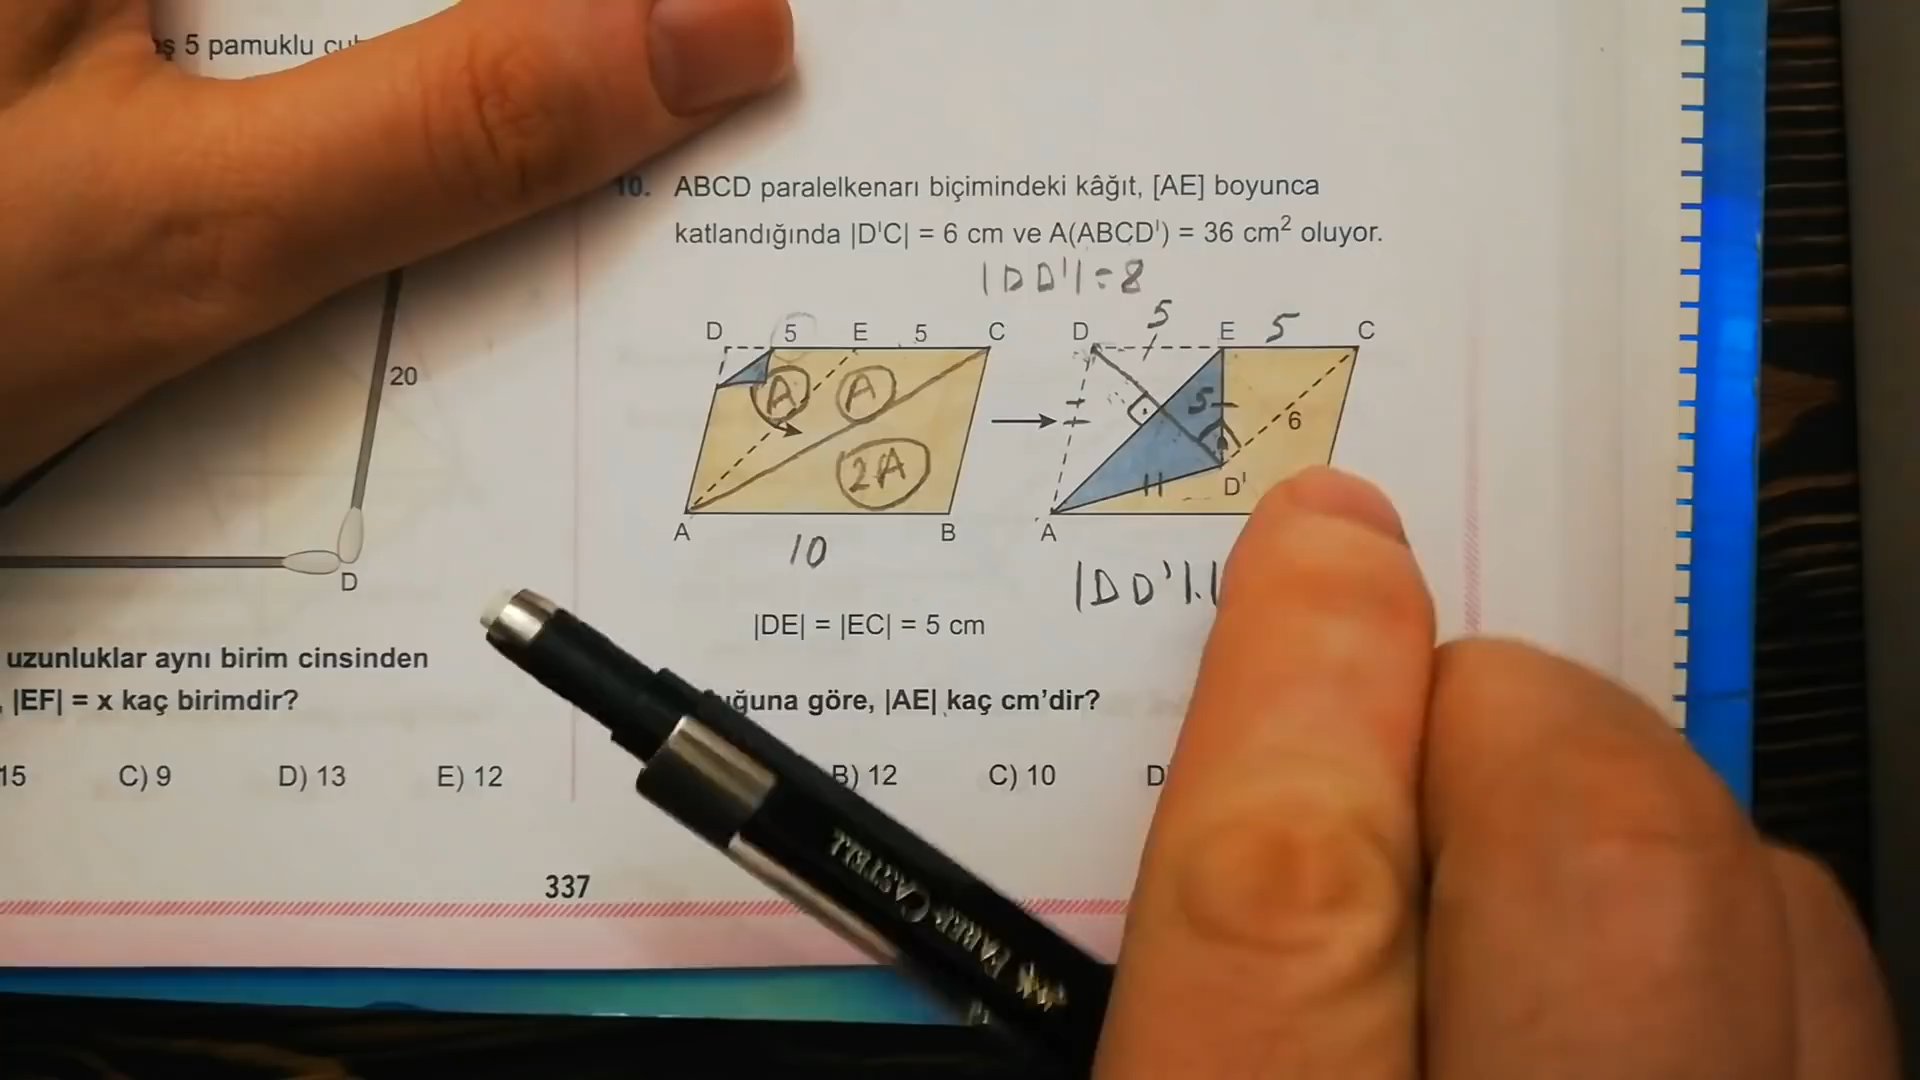 5 pamuklu
20
D
uzunluklar aynı birim cinsinden
|EF| = x kaç birimdir?
15 C) 9 D) 13 E) 12
337
10. ABCD paralelkenarı biçimindeki kâğıt, [AE] boyunca
katlandığında |D'C| = 6 cm ve A(ABCD') = 36 cm² oluyor.
|DD'| = 8
D 5 E 5 C
A A
2A
A B
10
D 5 E 5 C
5
6
D'
A
|DD'|.|
|DE| = |EC| = 5 cm
göre, |AE| kaç cm'dir?
B) 12 C) 10 D
FABER-CASTELL